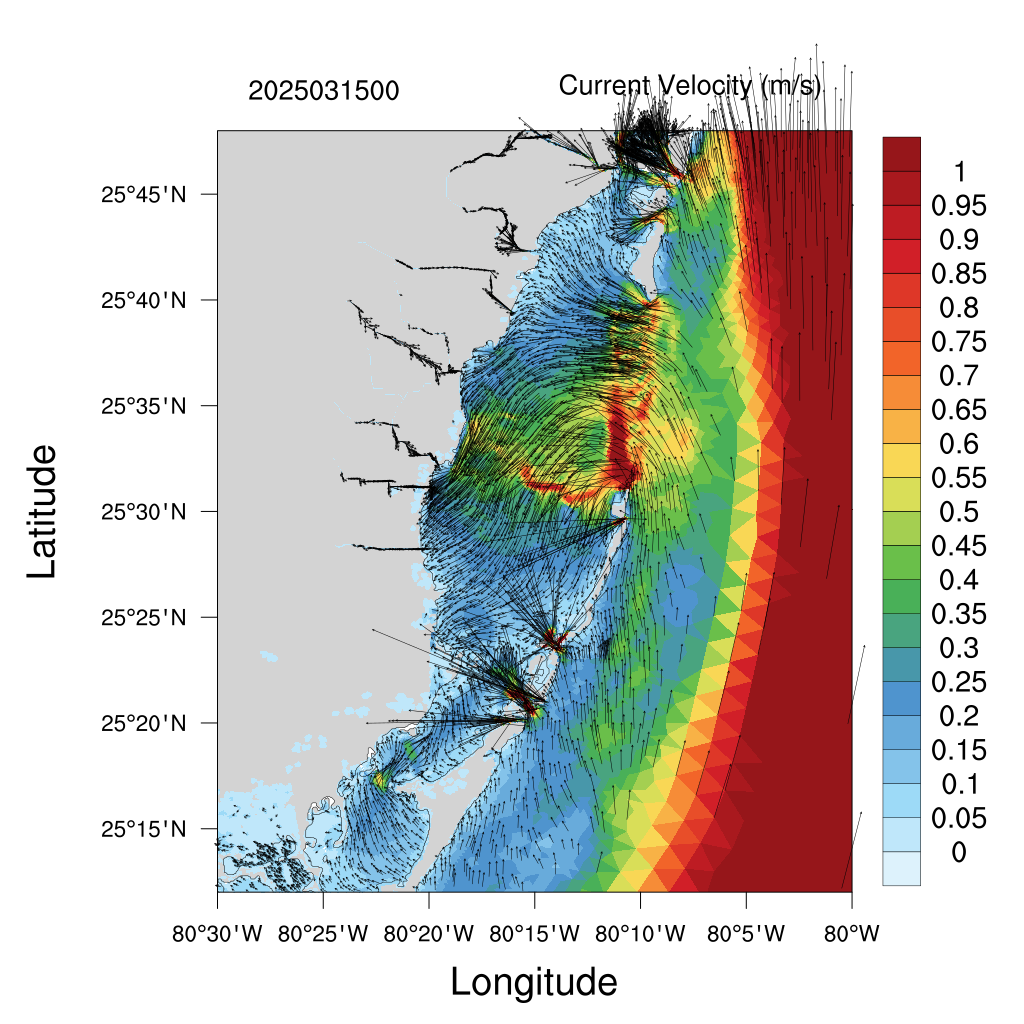 2025031500
Current Velocity (m/s)
Latitude
25°45'N
25°40'N
25°35'N
25°30'N
25°25'N
25°20'N
25°15'N
80°30'W 80°25'W 80°20'W 80°15'W 80°10'W 80°5'W 80°W
Longitude
1
0.95
0.9
0.85
0.8
0.75
0.7
0.65
0.6
0.55
0.5
0.45
0.4
0.35
0.3
0.25
0.2
0.15
0.1
0.05
0